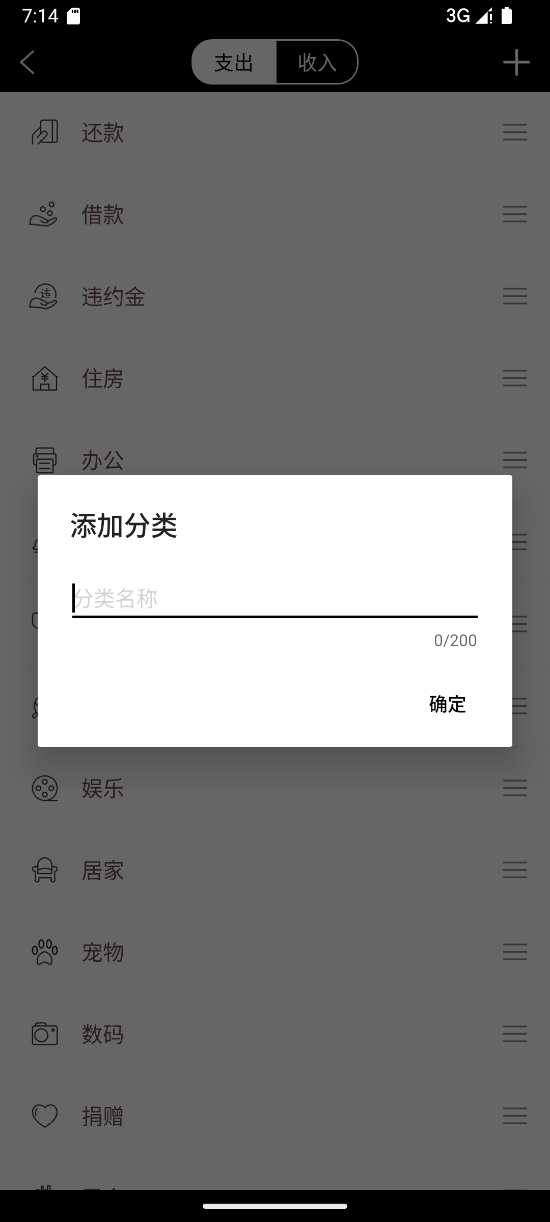 7:14
3G
支出
收入
还款
借款
违
违约金
住房
办公
添加分类
分类名称
0/200
确定
娱乐
居家
宠物
数码
捐赠